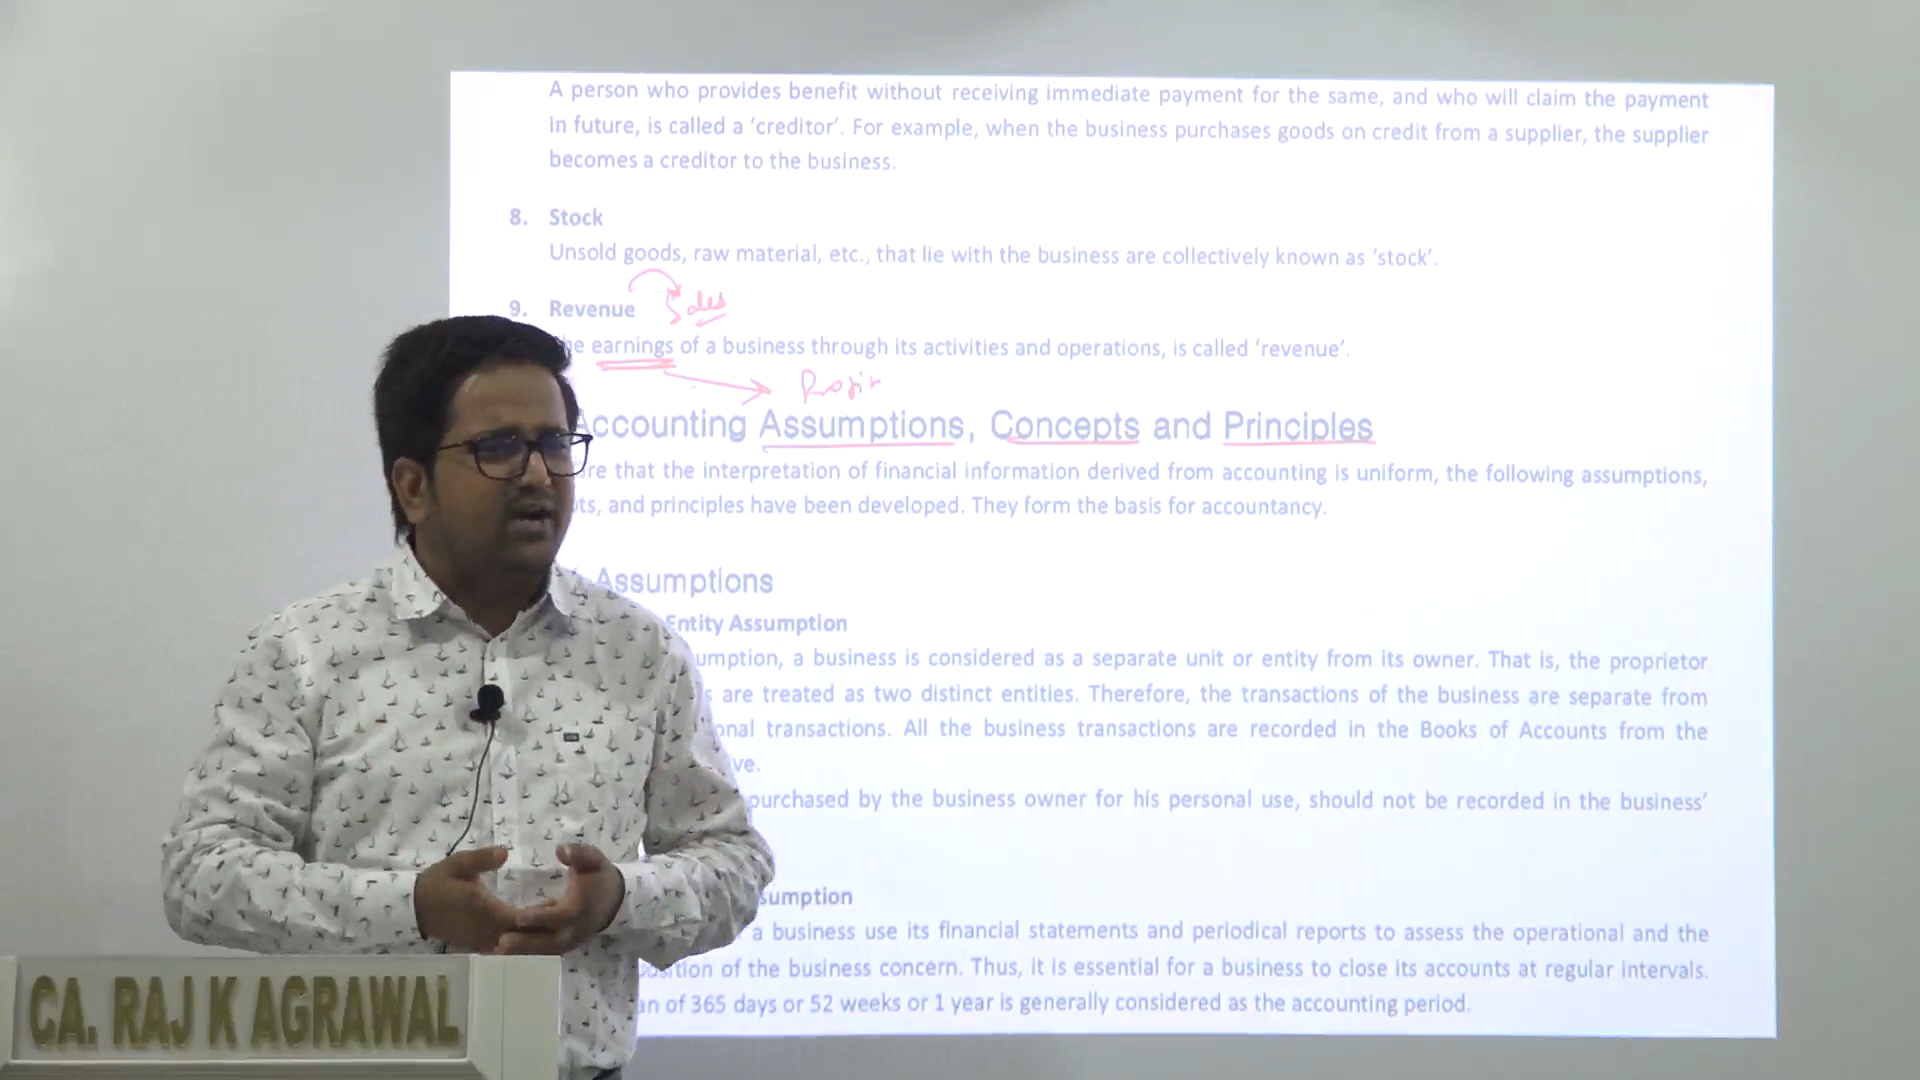 A person who provides benefit without receiving immediate payment for the same, and who will claim the payment
in future, is called a ‘creditor’. For example, when the business purchases goods on credit from a supplier, the supplier
becomes a creditor to the business.
8. Stock
Unsold goods, raw material, etc., that lie with the business are collectively known as ‘stock’.
9. Revenue Sales
earnings of a business through its activities and operations, is called ‘revenue’.
Accounting Assumptions, Concepts and Principles
that the interpretation of financial information derived from accounting is uniform, the following assumptions,
and principles have been developed. They form the basis for accountancy.
Assumptions
Entity Assumption
a business is considered as a separate unit or entity from its owner. That is, the proprietor
are treated as two distinct entities. Therefore, the transactions of the business are separate from
transactions. All the business transactions are recorded in the Books of Accounts from the
purchased by the business owner for his personal use, should not be recorded in the business’
a business use its financial statements and periodical reports to assess the operational and the
of the business concern. Thus, it is essential for a business to close its accounts at regular intervals.
of 365 days or 52 weeks or 1 year is generally considered as the accounting period.
CA. RAJ K AGRAWAL